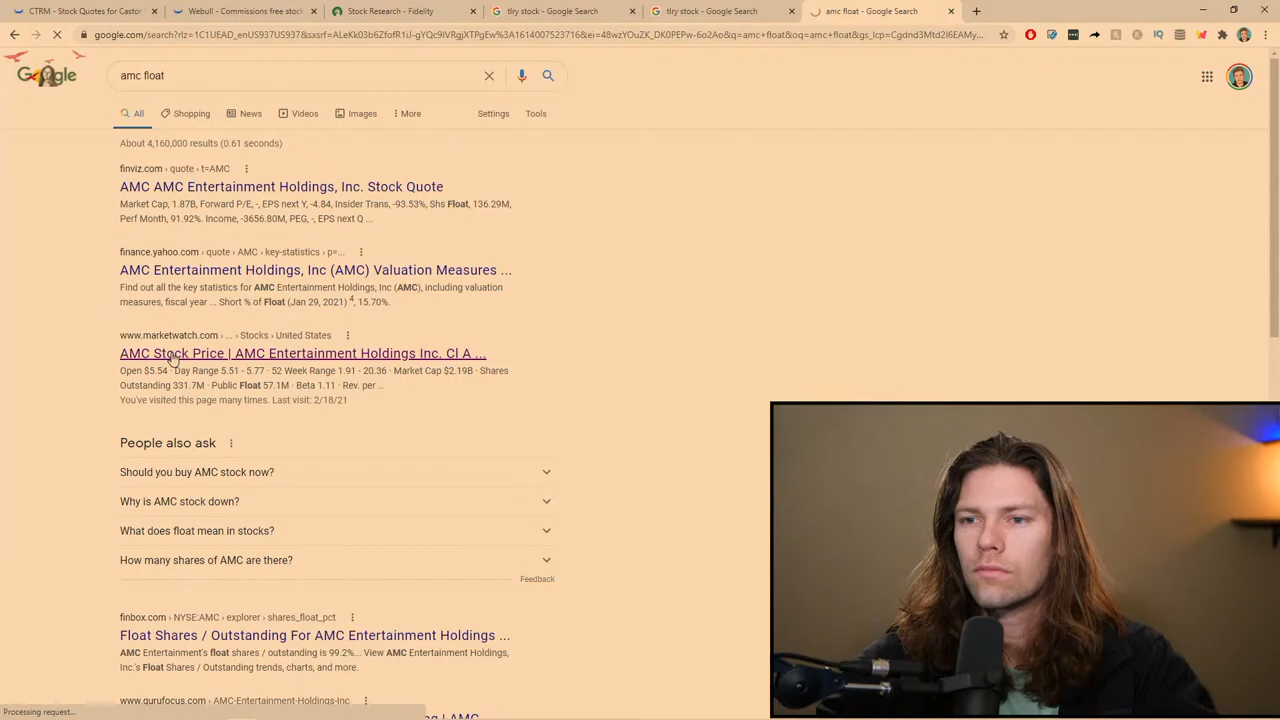 CTRM - Stock Quotes for Castor
Webull - Commissions free stock
Stock Research - Fidelity
tlry stock - Google Search
tlry stock - Google Search
amc float - Google Search
google.com/search?rlz=1C1UEAD_enUS937US937&sxsrf=
Google
amc float
All
Shopping
News
Videos
Images
More
Settings
Tools
About 4,160,000 results (0.61 seconds)
finviz.com › quote › t=AMC
AMC AMC Entertainment Holdings, Inc. Stock Quote
Market Cap, 1.87B, Forward P/E, -, EPS next Y, -4.84, Insider Trans, -93.53%, Shs Float, 136.29M,
Perf Month, 91.92%. Income, -3656.80M, PEG, -, EPS next Q ...
finance.yahoo.com › quote › AMC › key-statistics › p=...
AMC Entertainment Holdings, Inc (AMC) Valuation Measures ...
Find out all the key statistics for AMC Entertainment Holdings, Inc (AMC), including valuation
measures, fiscal year ... Short % of Float (Jan 29, 2021) 4, 15.70%.
www.marketwatch.com › ... › Stocks › United States
AMC Stock Price | AMC Entertainment Holdings Inc. Cl A ...
Open $5.54 · Day Range 5.51 - 5.77 · 52 Week Range 1.91 - 20.36 · Market Cap $2.19B · Shares
Outstanding 331.7M · Public Float 57.1M · Beta 1.11 · Rev. per ...
You've visited this page many times. Last visit: 2/18/21
People also ask
Should you buy AMC stock now?
Why is AMC stock down?
What does float mean in stocks?
How many shares of AMC are there?
Feedback
finbox.com › NYSE:AMC › explorer › shares_float_pct
Float Shares / Outstanding For AMC Entertainment Holdings ...
AMC Entertainment's float shares / outstanding is 99.2%... View AMC Entertainment Holdings,
Inc.'s Float Shares / Outstanding trends, charts, and more.
www.gurufocus.com › AMC-Entertainment-Holdings-Inc
| AMC
Processing request...